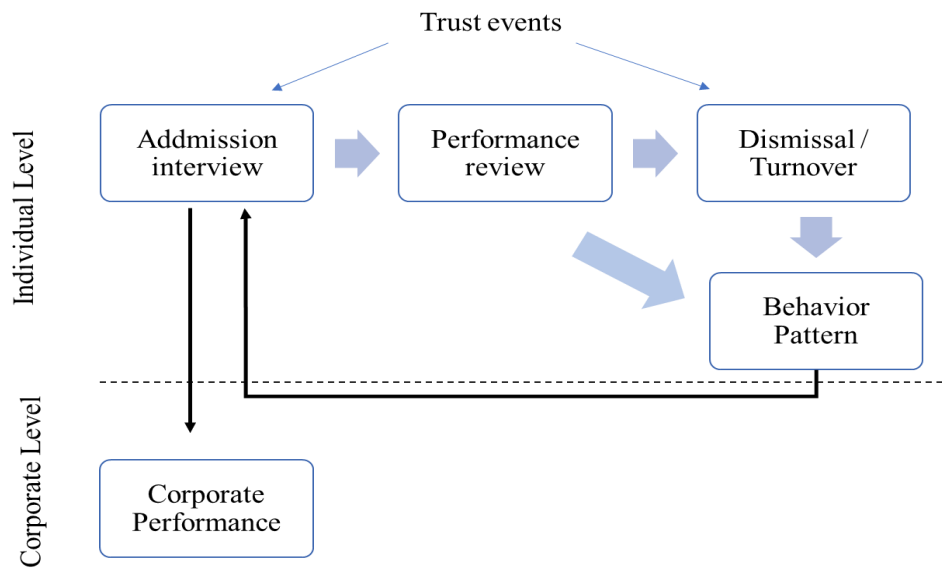 Trust events
Individual Level
Addmission
interview
Performance
review
Dismissal /
Turnover
Behavior
Pattern
Corporate Level
Corporate
Performance